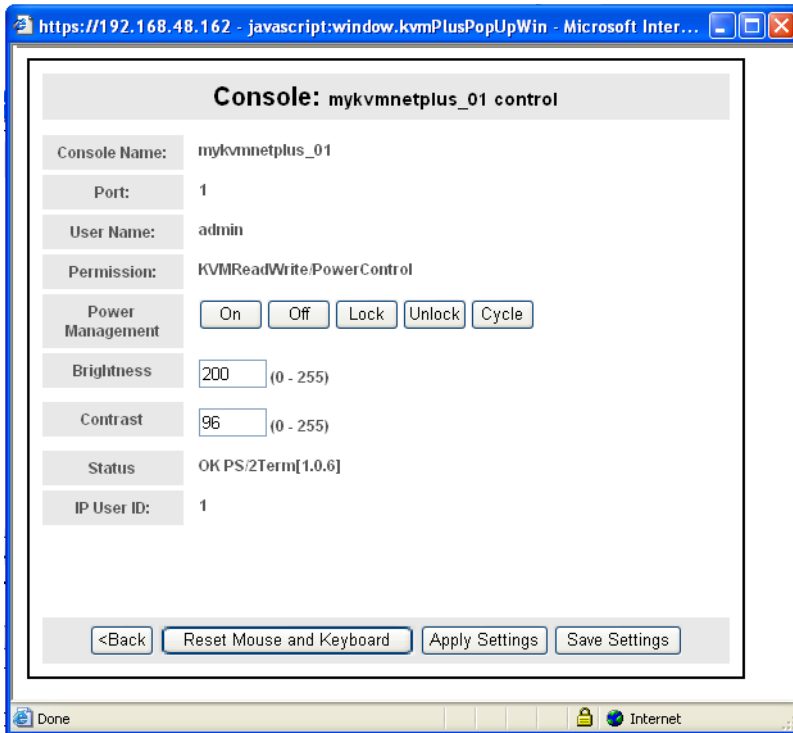 https://192.168.48.162 - javascript:window.kvmPlusPopUpWin - Microsoft Inter...
Console: mykvmnetplus_01 control
Console Name: mykvmnetplus_01
Port: 1
User Name: admin
Permission: KVMReadWrite/PowerControl
Power
Management
On Off Lock Unlock Cycle
Brightness 200 (0 - 255)
Contrast 96 (0 - 255)
Status OK PS/2Term[1.0.6]
IP User ID: 1
<Back Reset Mouse and Keyboard Apply Settings Save Settings
Done Internet